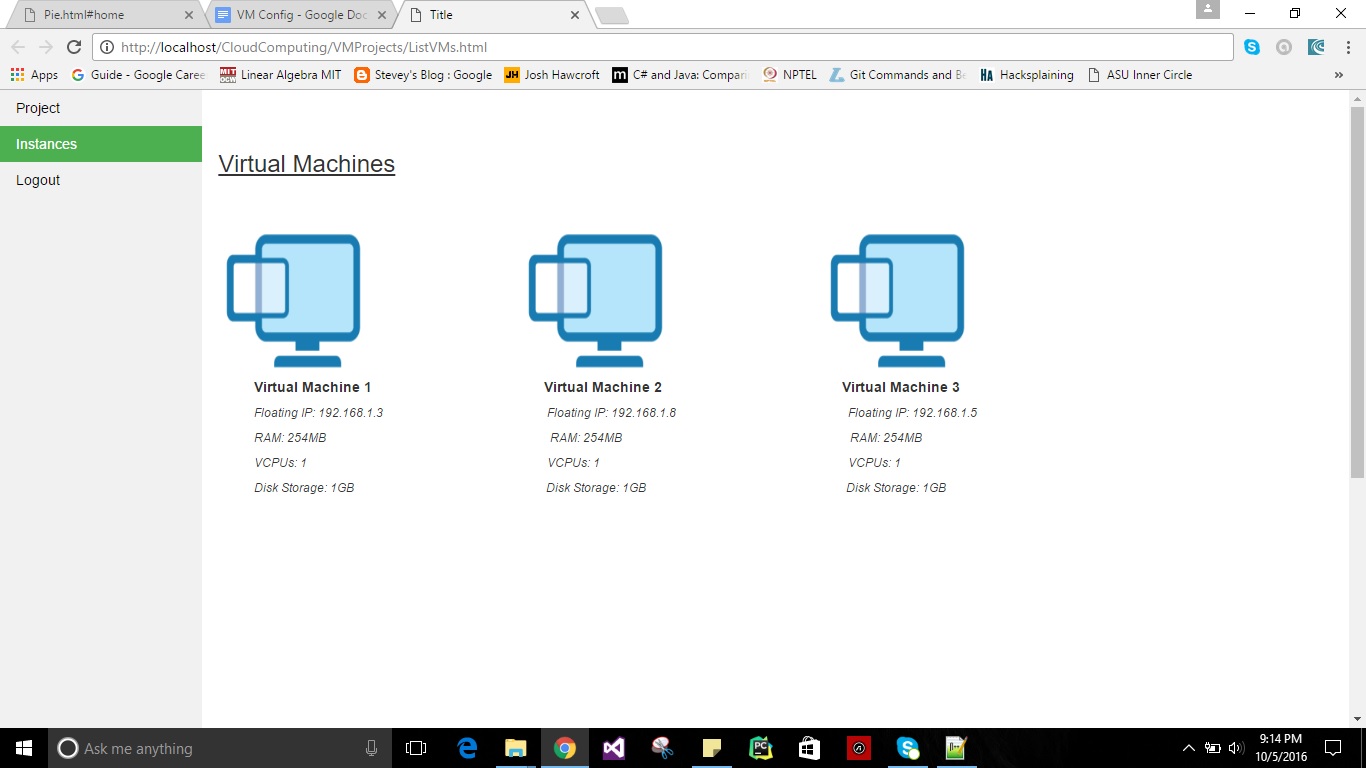 Pie.html#home
VM Config - Google Doc
Title
http://localhost/CloudComputing/VMProjects/ListVMs.html
Apps
Guide - Google Caree
MIT OCW
Linear Algebra MIT
Stevey's Blog : Google
JH
Josh Hawcroft
m
C# and Java: Compari
NPTEL
Git Commands and Be
HA
Hacksplaining
ASU Inner Circle
»
Project
Instances
Logout
Virtual Machines
Virtual Machine 1
Virtual Machine 2
Virtual Machine 3
Floating IP: 192.168.1.3
Floating IP: 192.168.1.8
Floating IP: 192.168.1.5
RAM: 254MB
RAM: 254MB
RAM: 254MB
VCPUs: 1
VCPUs: 1
VCPUs: 1
Disk Storage: 1GB
Disk Storage: 1GB
Disk Storage: 1GB
Ask me anything
PC
9:14 PM
10/5/2016